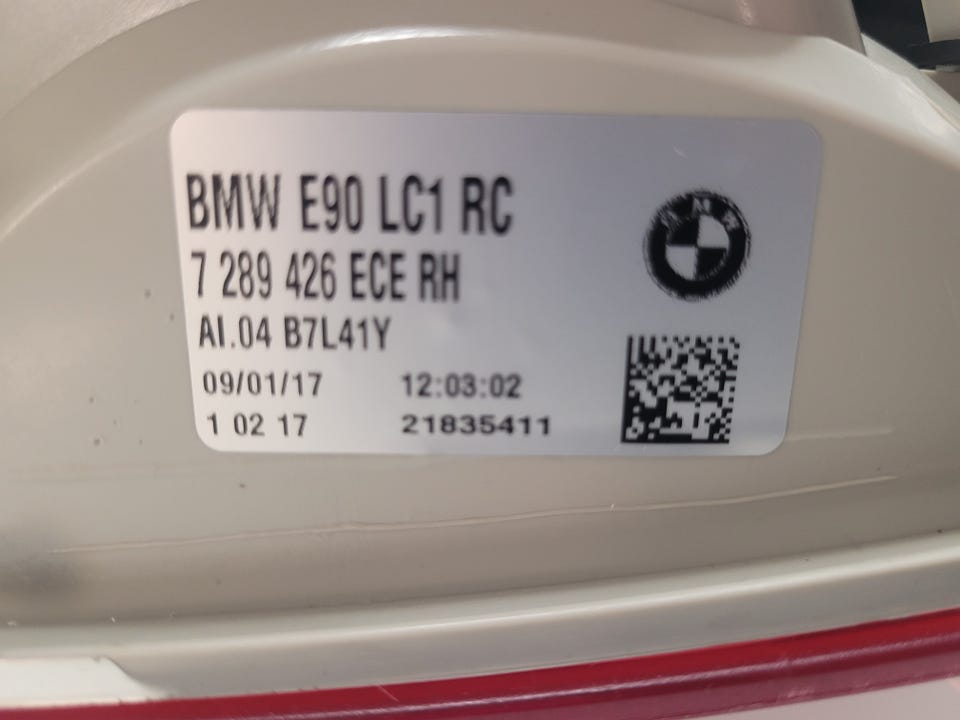 BMW E90 LC1 RC
BMW
7 289 426 ECE RH
AI.04 B7L41Y
09/01/17 12:03:02
1 02 17 21835411